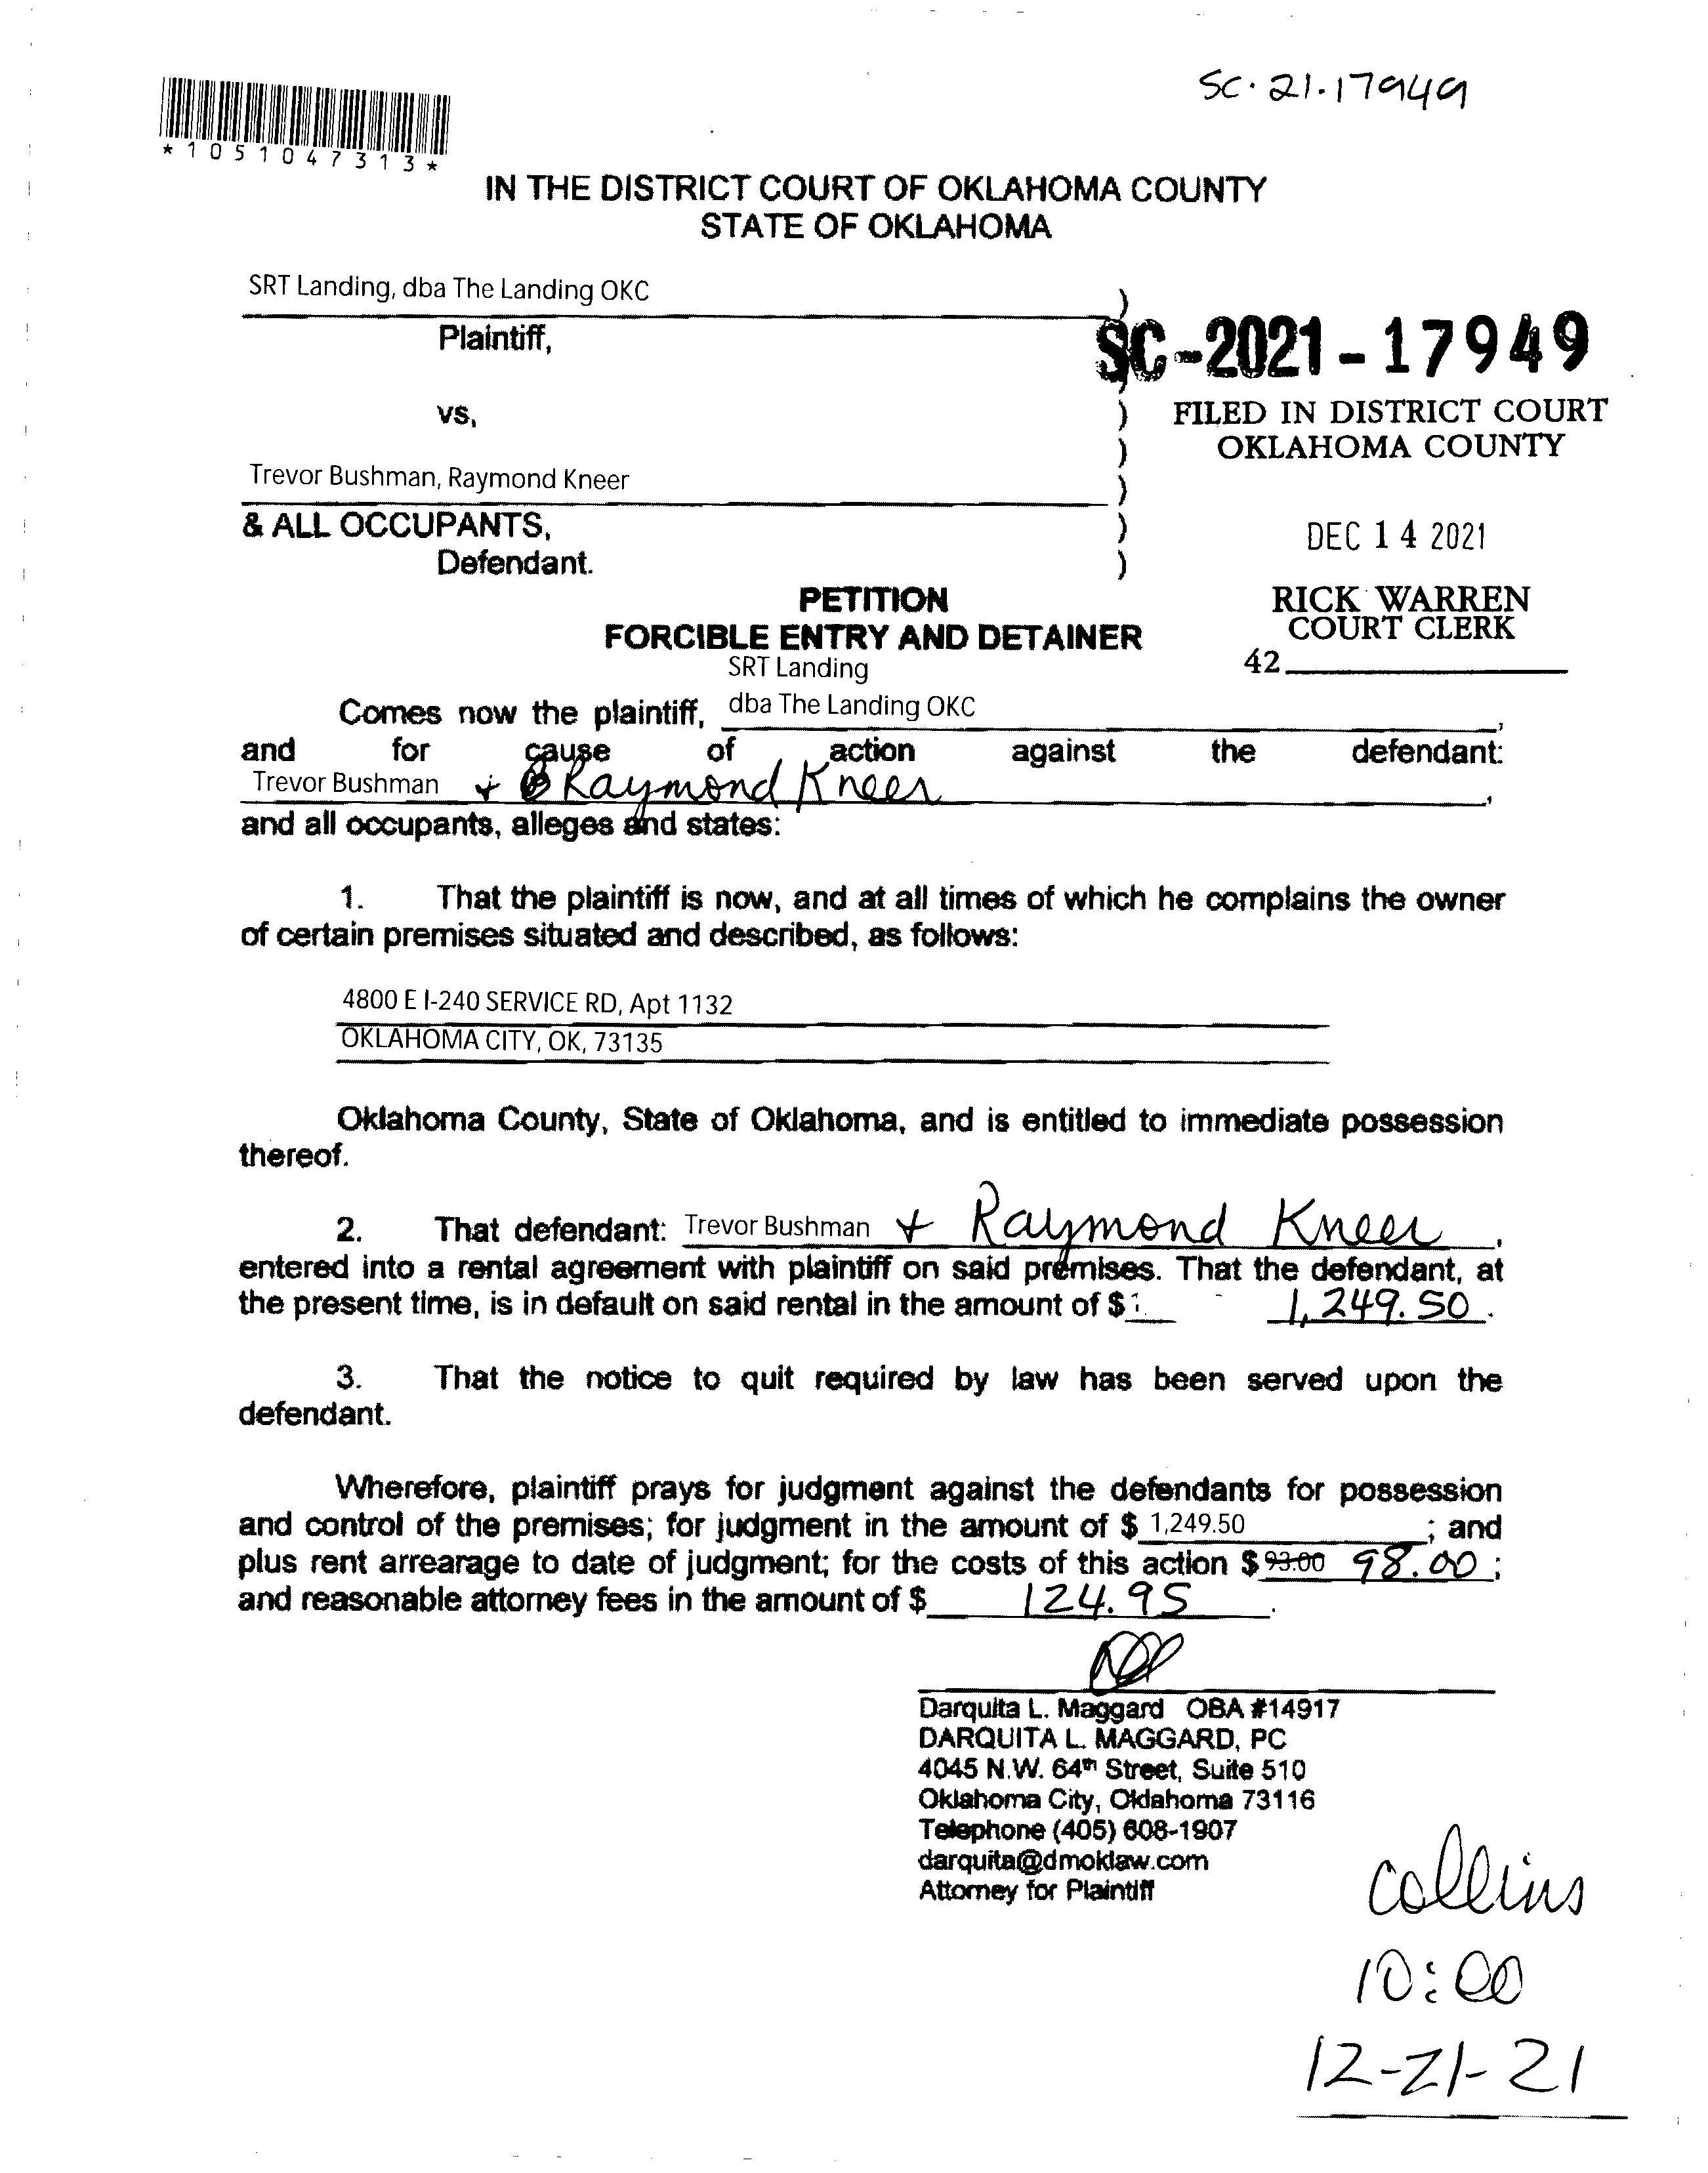 SC.21.17949
*1051047313*
IN THE DISTRICT COURT OF OKLAHOMA COUNTY
STATE OF OKLAHOMA
SRT Landing, dba The Landing OKC )
Plaintiff,
SC-2021-17949
vs, ) FILED IN DISTRICT COURT
) OKLAHOMA COUNTY
Trevor Bushman, Raymond Kneer )
& ALL OCCUPANTS, ) DEC 14 2021
Defendant. )
PETITION RICK WARREN
FORCIBLE ENTRY AND DETAINER COURT CLERK
SRT Landing 42
Comes now the plaintiff, dba The Landing OKC,
and for cause of action against the defendant:
Trevor Bushman + Raymond Kneer,
and all occupants, alleges and states:
1. That the plaintiff is now, and at all times of which he complains the owner
of certain premises situated and described, as follows:
4800 E I-240 SERVICE RD, Apt 1132
OKLAHOMA CITY, OK, 73135
Oklahoma County, State of Oklahoma, and is entitled to immediate possession
thereof.
2. That defendant: Trevor Bushman + Raymond Kneer,
entered into a rental agreement with plaintiff on said premises. That the defendant, at
the present time, is in default on said rental in the amount of $ 1,249.50.
3. That the notice to quit required by law has been served upon the
defendant.
Wherefore, plaintiff prays for judgment against the defendants for possession
and control of the premises; for judgment in the amount of $ 1,249.50; and
plus rent arrearage to date of judgment; for the costs of this action $ 93.00 98.00;
and reasonable attorney fees in the amount of $ 124.95.
Darquita L. Maggard OBA #14917
DARQUITA L. MAGGARD, PC
4045 N.W. 64th Street, Suite 510
Oklahoma City, Oklahoma 73116
Telephone (405) 608-1907
darquita@dmoklaw.com
Attorney for Plaintiff
Collins
10:00
12-21-21